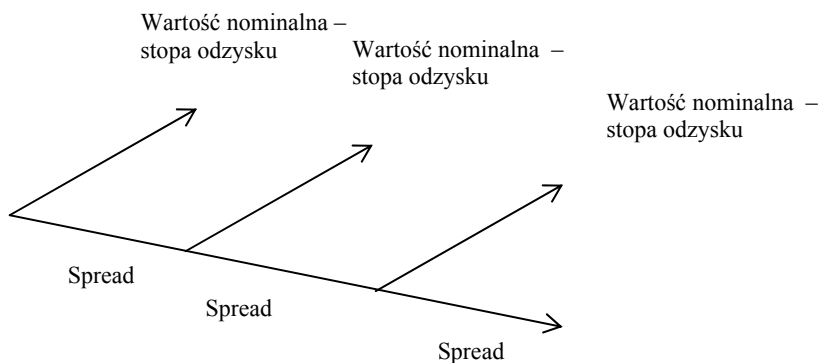 Wartość nominalna –
stopa odzysku
Wartość nominalna –
stopa odzysku
Wartość nominalna –
stopa odzysku
Spread
Spread
Spread